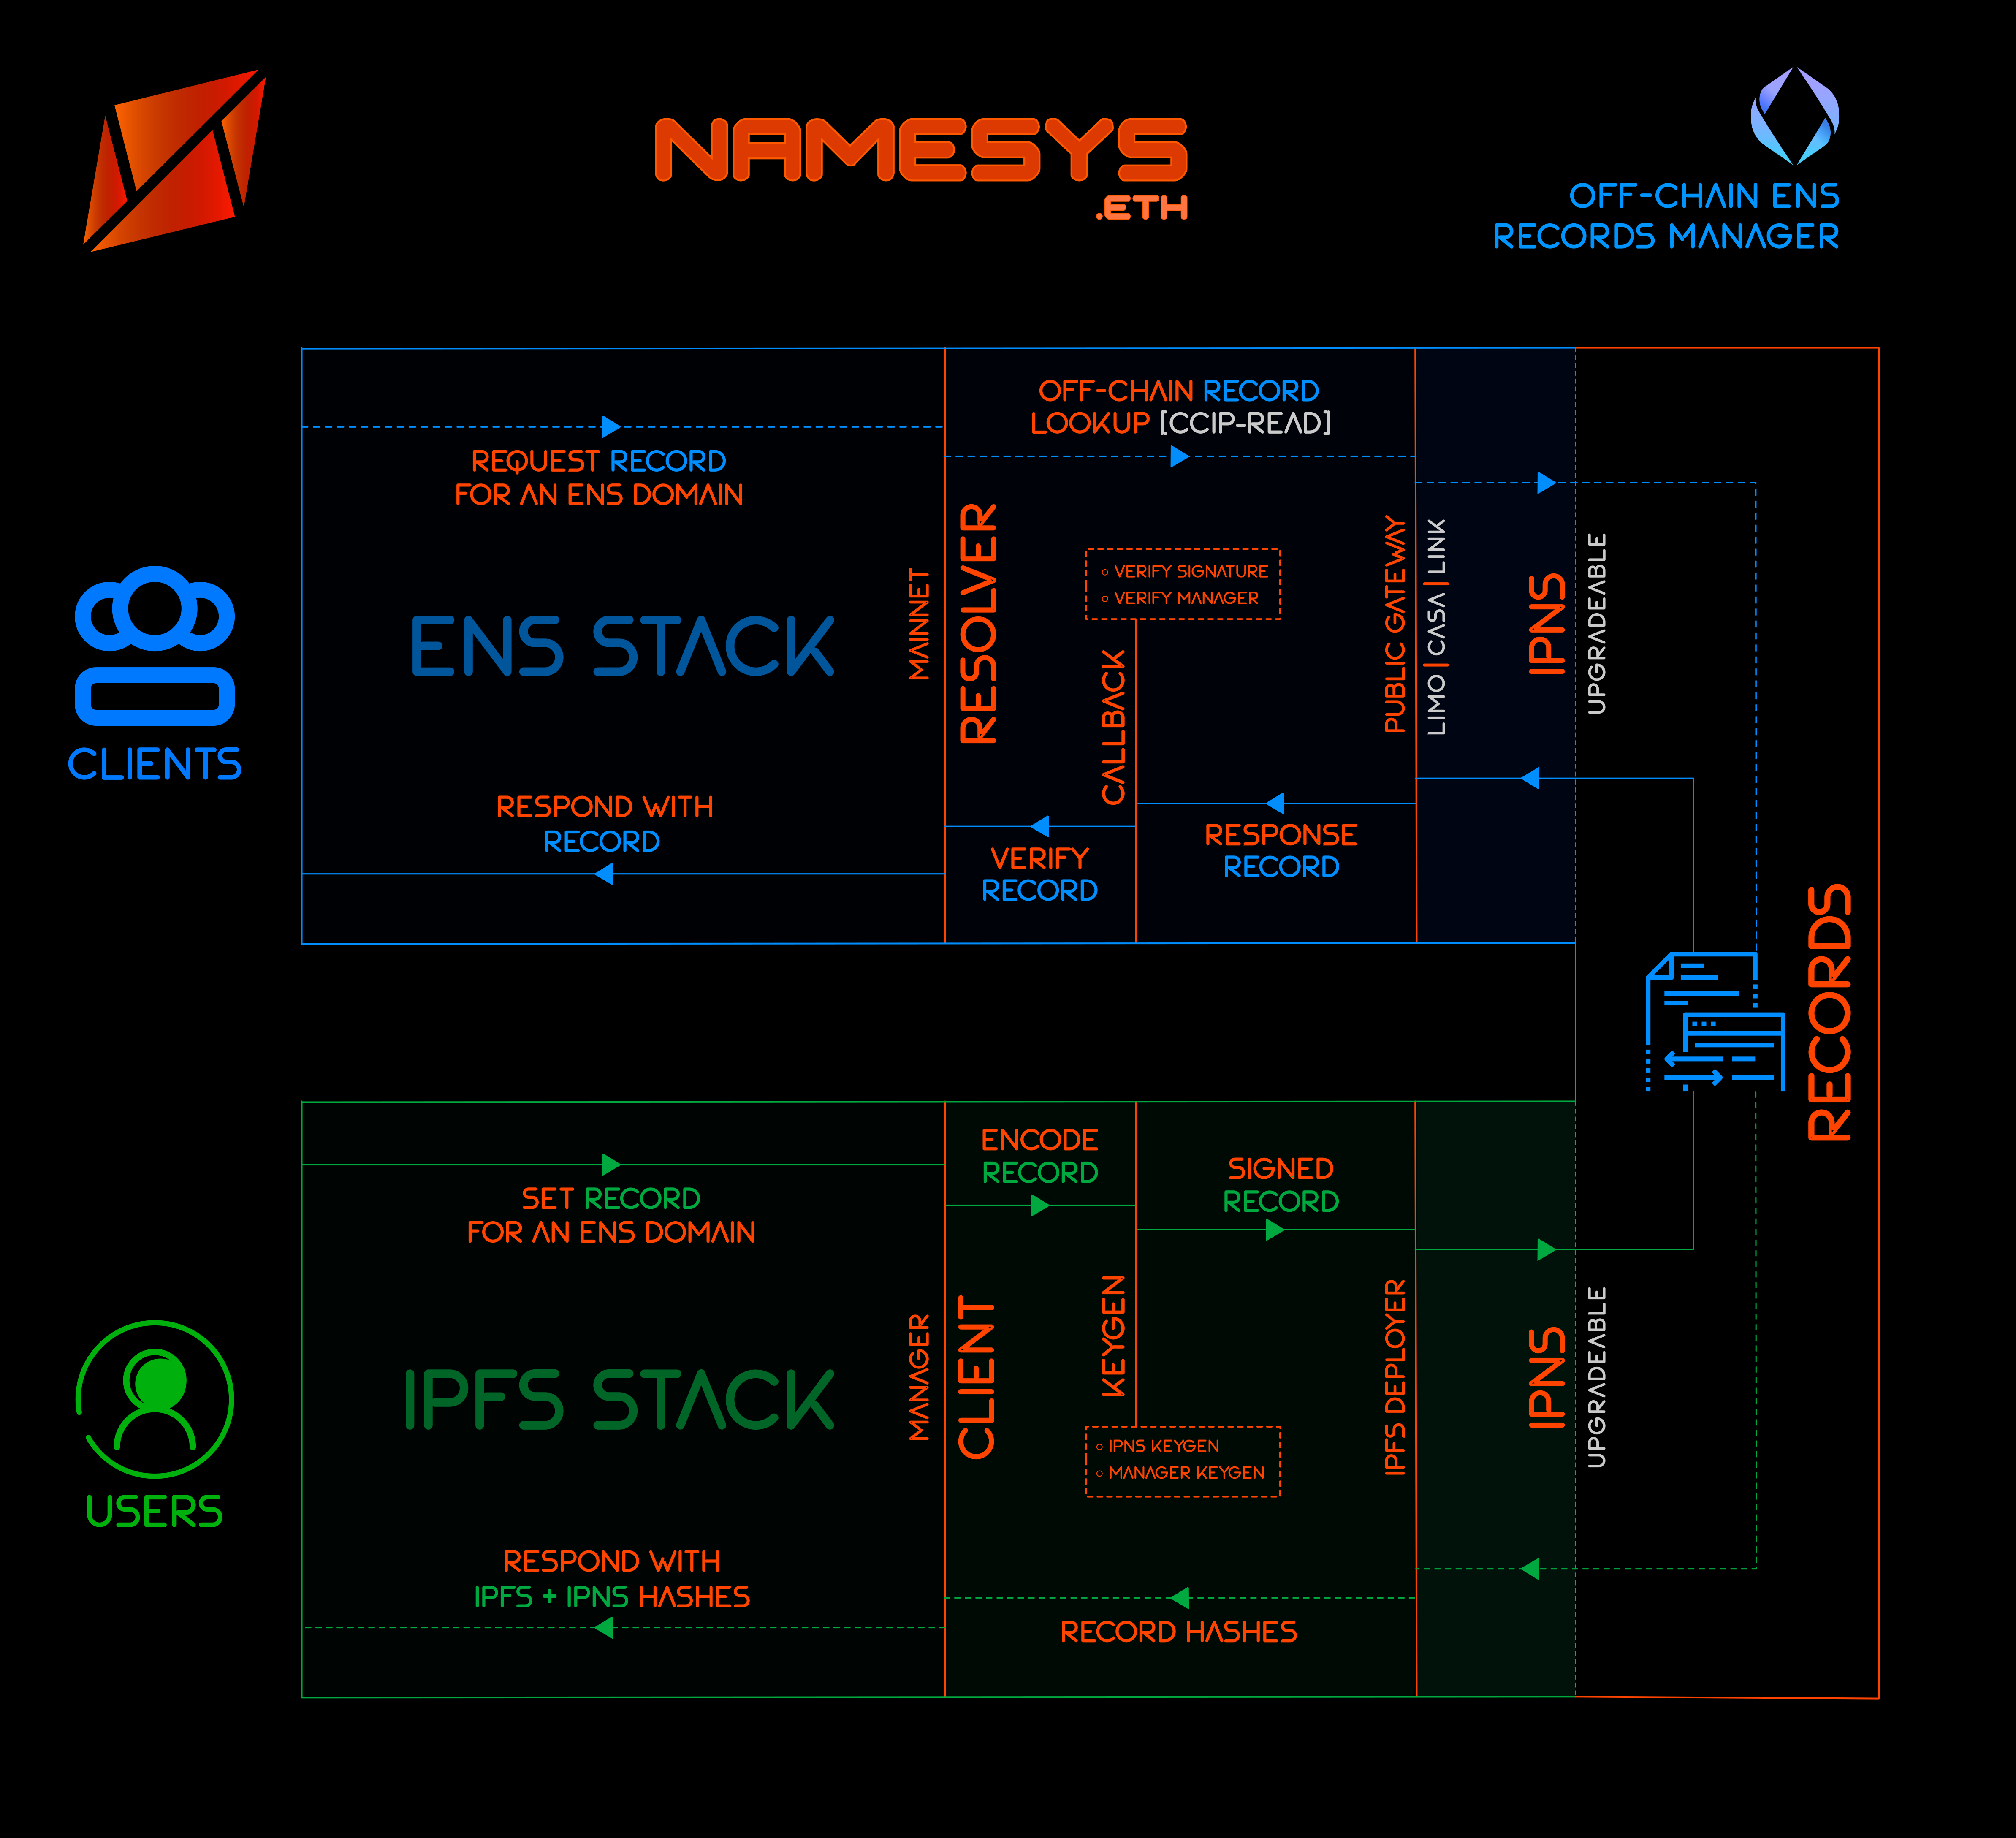 NAMESYS
.ETH
OFF-CHAIN ENS
RECORDS MANAGER
OFF-CHAIN RECORD
LOOKUP [CCIP-READ]
REQUEST RECORD
FOR AN ENS DOMAIN
ENS STACK
MAINNET
RESOLVER
VERIFY SIGNATURE
VERIFY MANAGER
CALLBACK
PUBLIC GATEWAY
LIMO | CASA | LINK
IPNS
UPGRADEABLE
CLIENTS
RESPOND WITH
RECORD
VERIFY
RECORD
RESPONSE
RECORD
RECORDS
ENCODE
RECORD
SIGNED
RECORD
SET RECORD
FOR AN ENS DOMAIN
IPFS STACK
MANAGER
CLIENT
KEYGEN
IPNS KEYGEN
MANAGER KEYGEN
IPFS DEPLOYER
IPNS
UPGRADEABLE
USERS
RESPOND WITH
IPFS + IPNS HASHES
RECORD HASHES